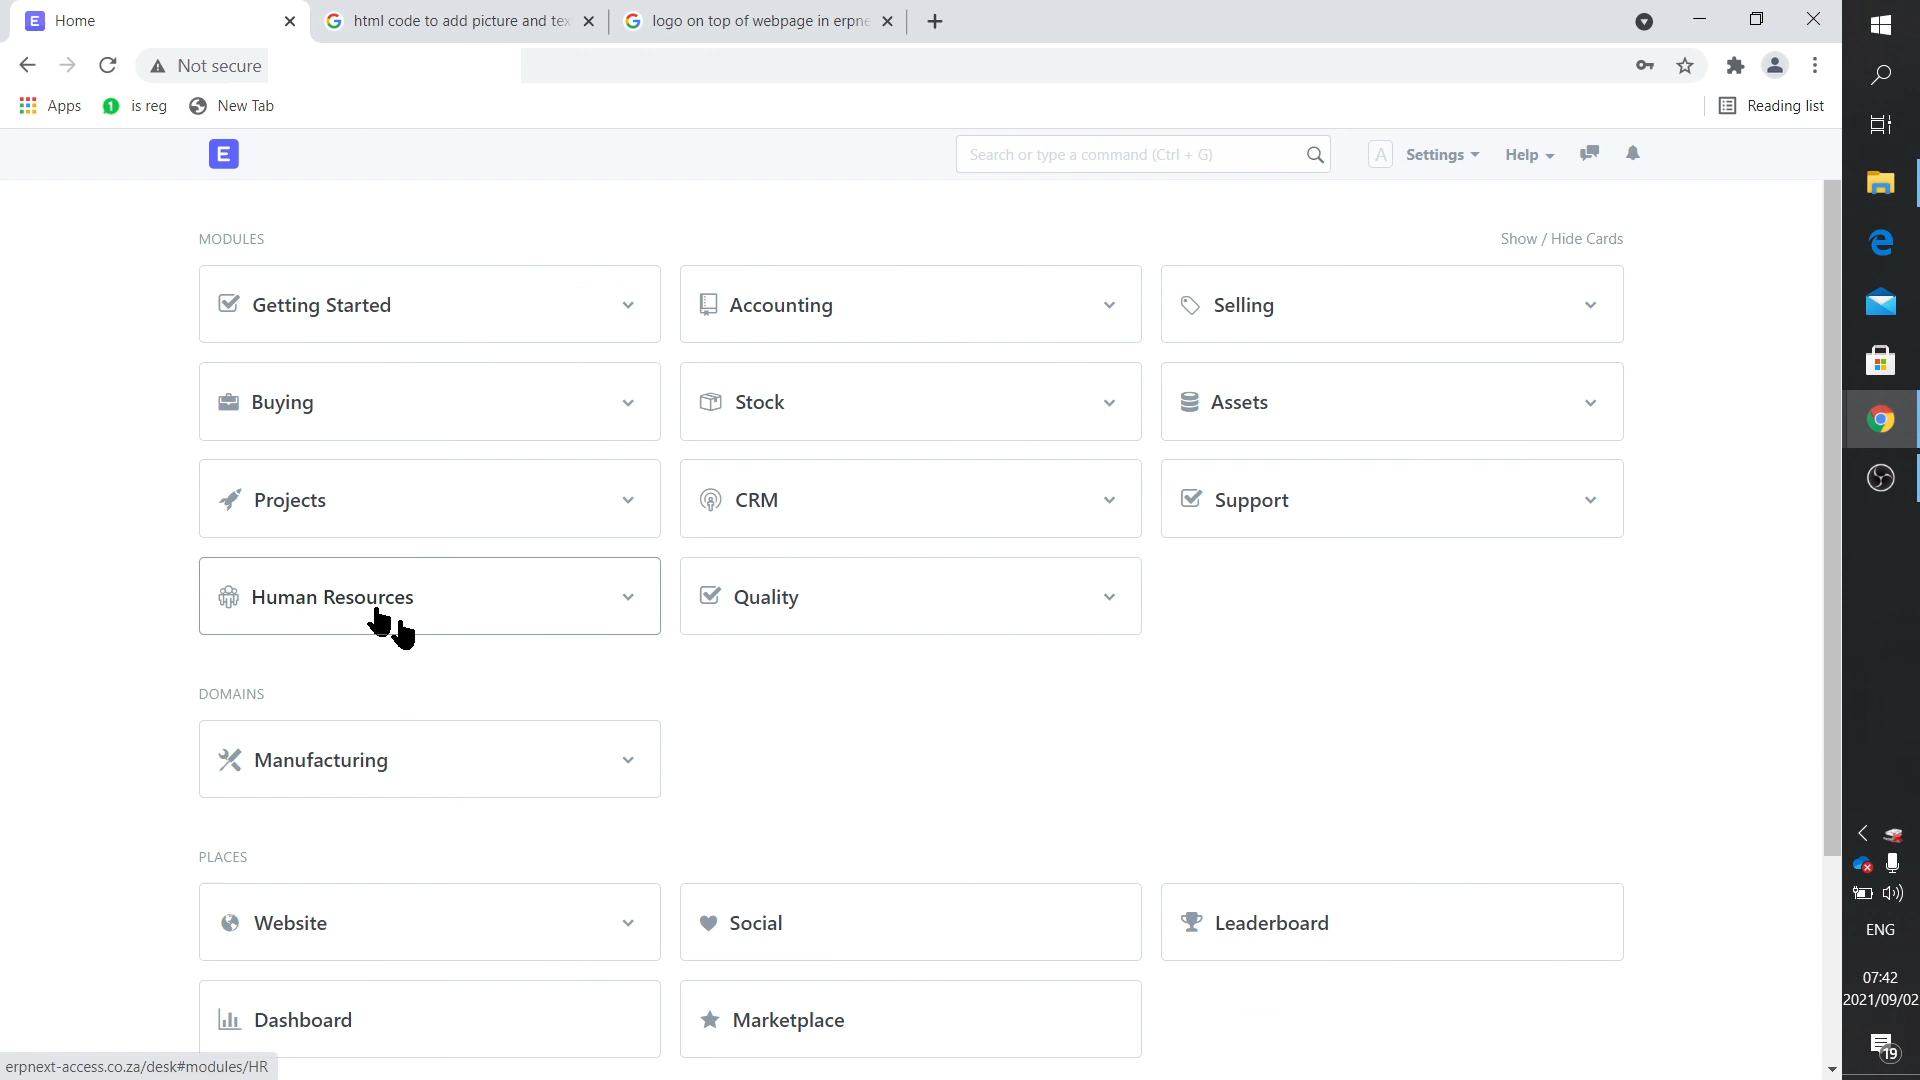 E Home
html code to add picture and tex
logo on top of webpage in erpne
Not secure
Apps
1 is reg
New Tab
Reading list
E
Search or type a command (Ctrl + G)
A Settings
Help
MODULES
Show / Hide Cards
Getting Started
Accounting
Selling
Buying
Stock
Assets
Projects
CRM
Support
Human Resources
Quality
DOMAINS
Manufacturing
PLACES
Website
Social
Leaderboard
Dashboard
Marketplace
erpnext-access.co.za/desk#modules/HR
ENG
07:42
2021/09/02
19